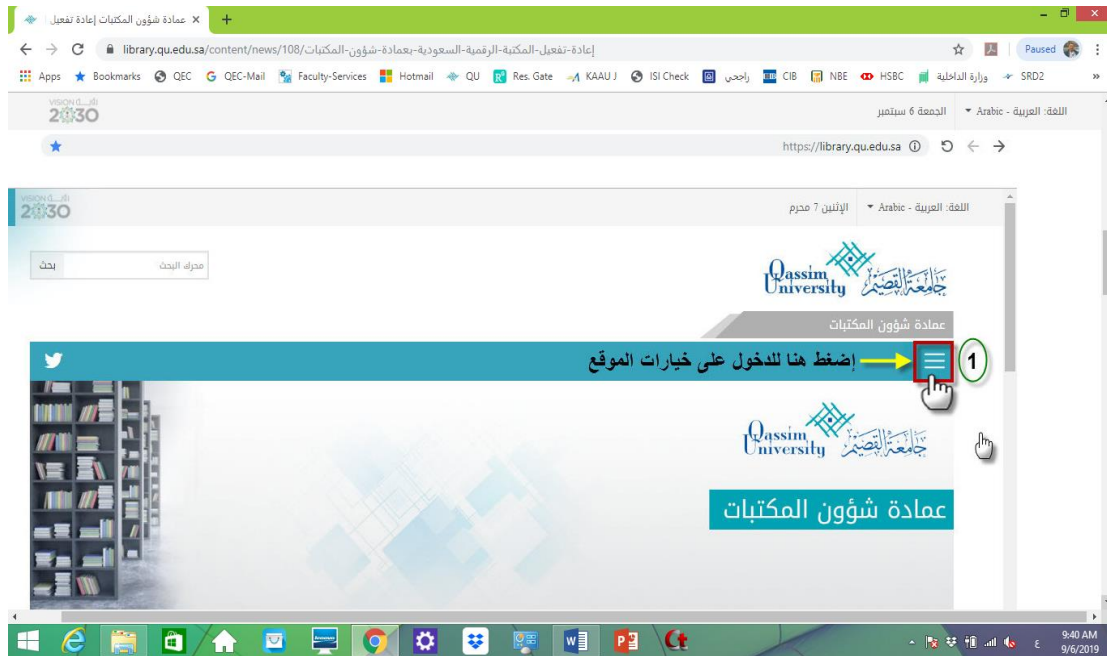 عمادة شؤون المكتبات إعادة تفعيل
library.qu.edu.sa/content/news/108/إعادة-تفعيل-المكتبة-الرقمية-السعودية-بعمادة-شؤون-المكتبات
Paused
Apps Bookmarks QEC QEC-Mail Faculty-Services Hotmail QU Res. Gate KAAU J ISI Check راجحي CIB NBE HSBC وزارة الداخلية SRD2 »
VISION
2030
اللغة: العربية - Arabic الجمعة 6 سبتمبر
https://library.qu.edu.sa
VISION
2030
اللغة: العربية - Arabic الإثنين 7 محرم
محرك البحث بحث
Qassim University
جامعة القصيم
عمادة شؤون المكتبات
1 إضغط هنا للدخول على خيارات الموقع
Qassim University
جامعة القصيم
عمادة شؤون المكتبات
ع
9:40 AM
9/6/2019